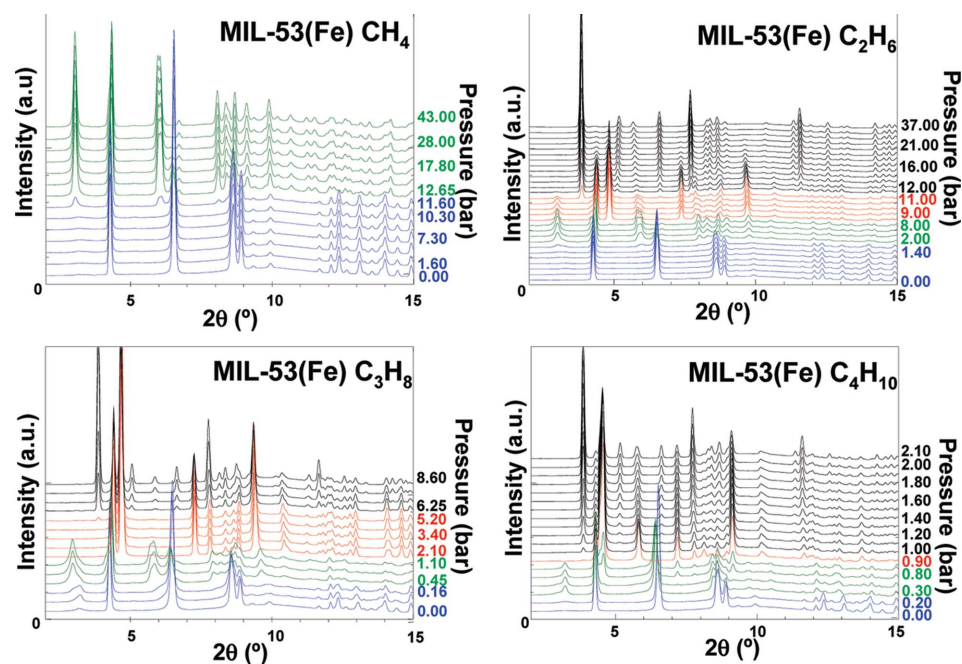 MIL-53(Fe) CH4
Intensity (a.u)
Pressure (bar)
43.00
28.00
17.80
12.65
11.60
10.30
7.30
1.60
0.00
0 5 10 15
2θ (º)
MIL-53(Fe) C2H6
Intensity (a.u.)
Pressure (bar)
37.00
21.00
16.00
12.00
11.00
9.00
8.00
2.00
1.40
0.00
0 5 10 15
2θ (º)
MIL-53(Fe) C3H8
Intensity (a.u.)
Pressure (bar)
8.60
6.25
5.20
3.40
2.10
1.10
0.45
0.16
0.00
0 5 10 15
2θ (º)
MIL-53(Fe) C4H10
Intensity (a.u.)
Pressure (bar)
2.10
2.00
1.80
1.60
1.40
1.20
1.00
0.90
0.80
0.30
0.20
0.00
0 5 10 15
2θ (º)